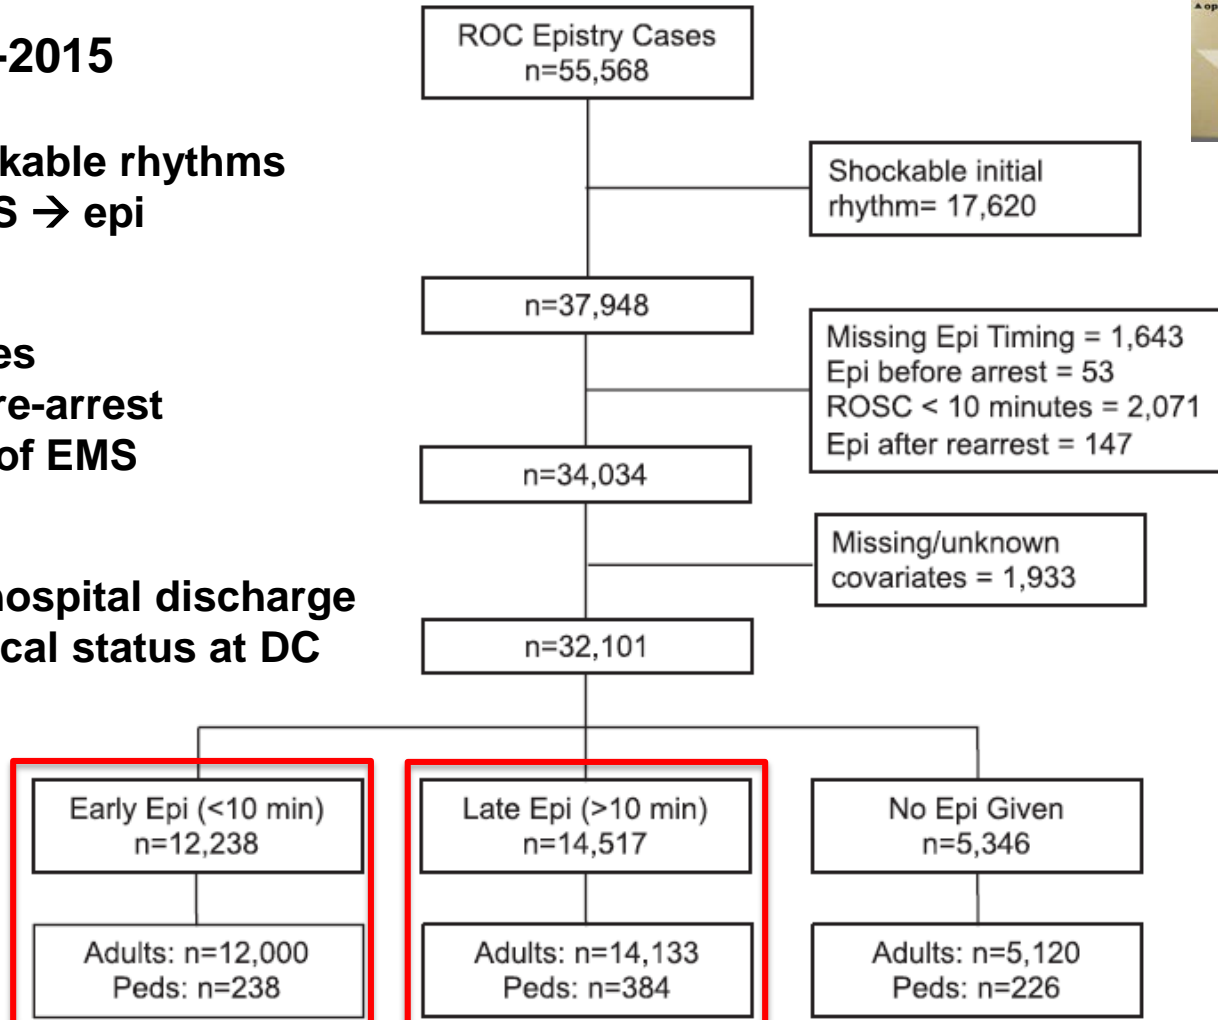 -2015
kable rhythms
S → epi
es
re-arrest
of EMS
hospital discharge
cal status at DC
ROC Epistry Cases
n=55,568
Shockable initial
rhythm= 17,620
n=37,948
Missing Epi Timing = 1,643
Epi before arrest = 53
ROSC < 10 minutes = 2,071
Epi after rearrest = 147
n=34,034
Missing/unknown
covariates = 1,933
n=32,101
Early Epi (<10 min)
n=12,238
Adults: n=12,000
Peds: n=238
Late Epi (>10 min)
n=14,517
Adults: n=14,133
Peds: n=384
No Epi Given
n=5,346
Adults: n=5,120
Peds: n=226